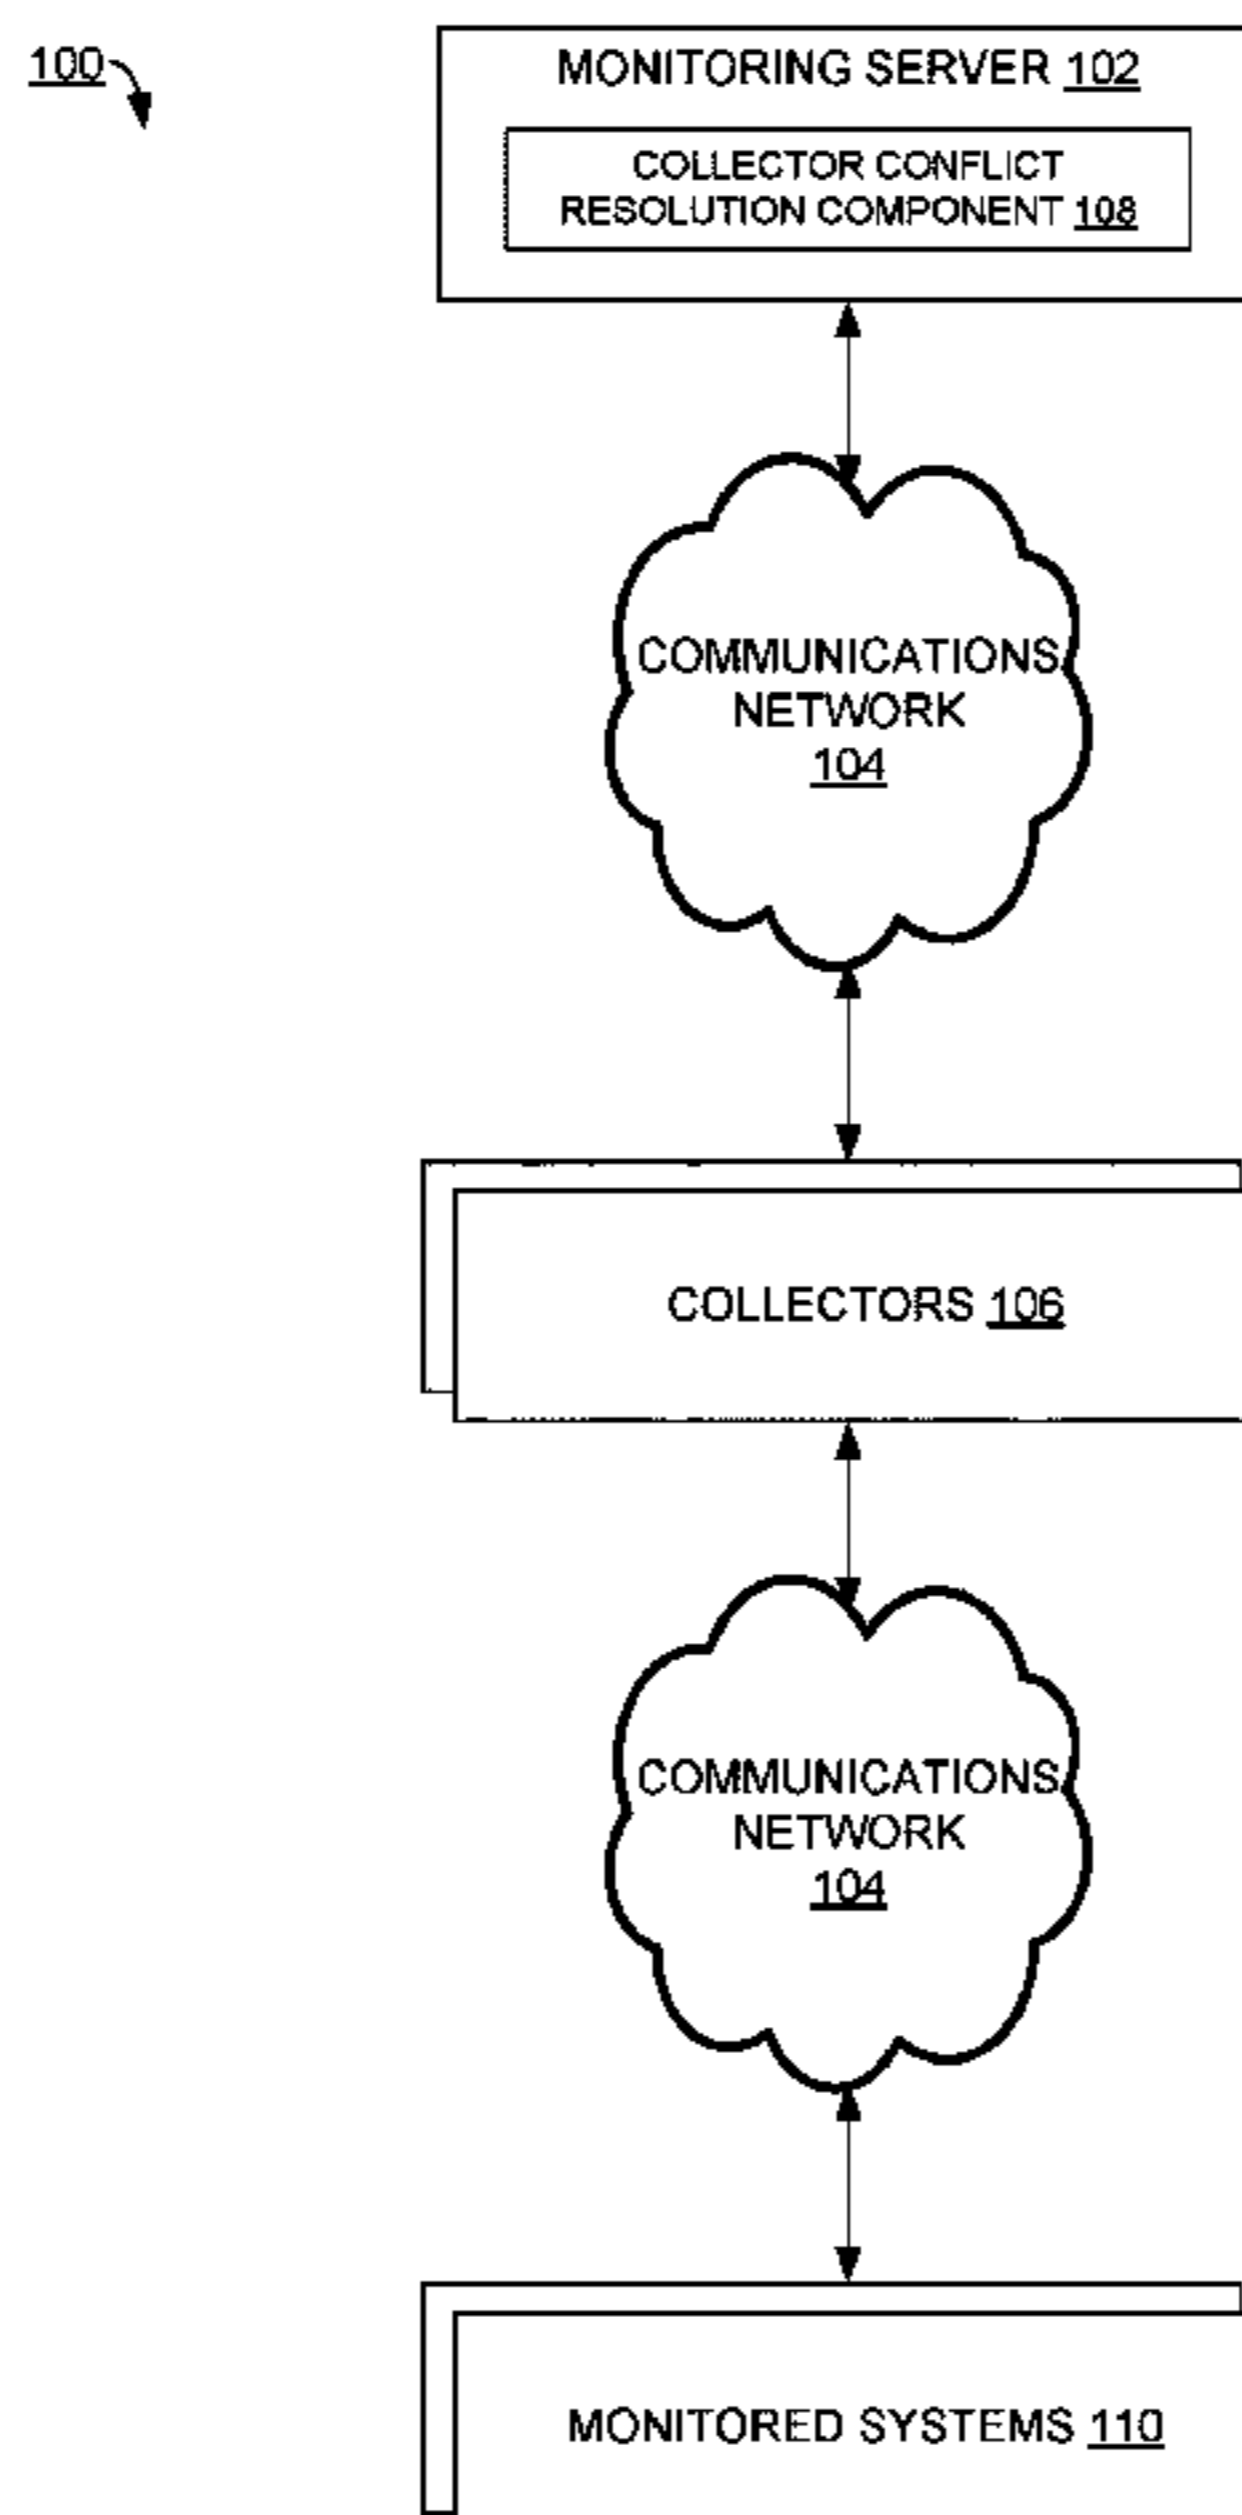 100
MONITORING SERVER 102
COLLECTOR CONFLICT
RESOLUTION COMPONENT 108
COMMUNICATIONS
NETWORK
104
COLLECTORS 106
COMMUNICATIONS
NETWORK
104
MONITORED SYSTEMS 110